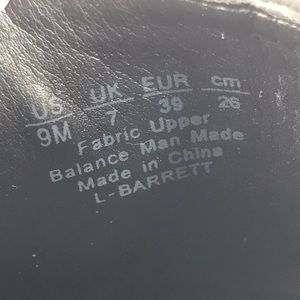 US UK EUR cm
9M 7 39 26
Fabric Upper
Balance Man Made
Made in China
L-BARRETT